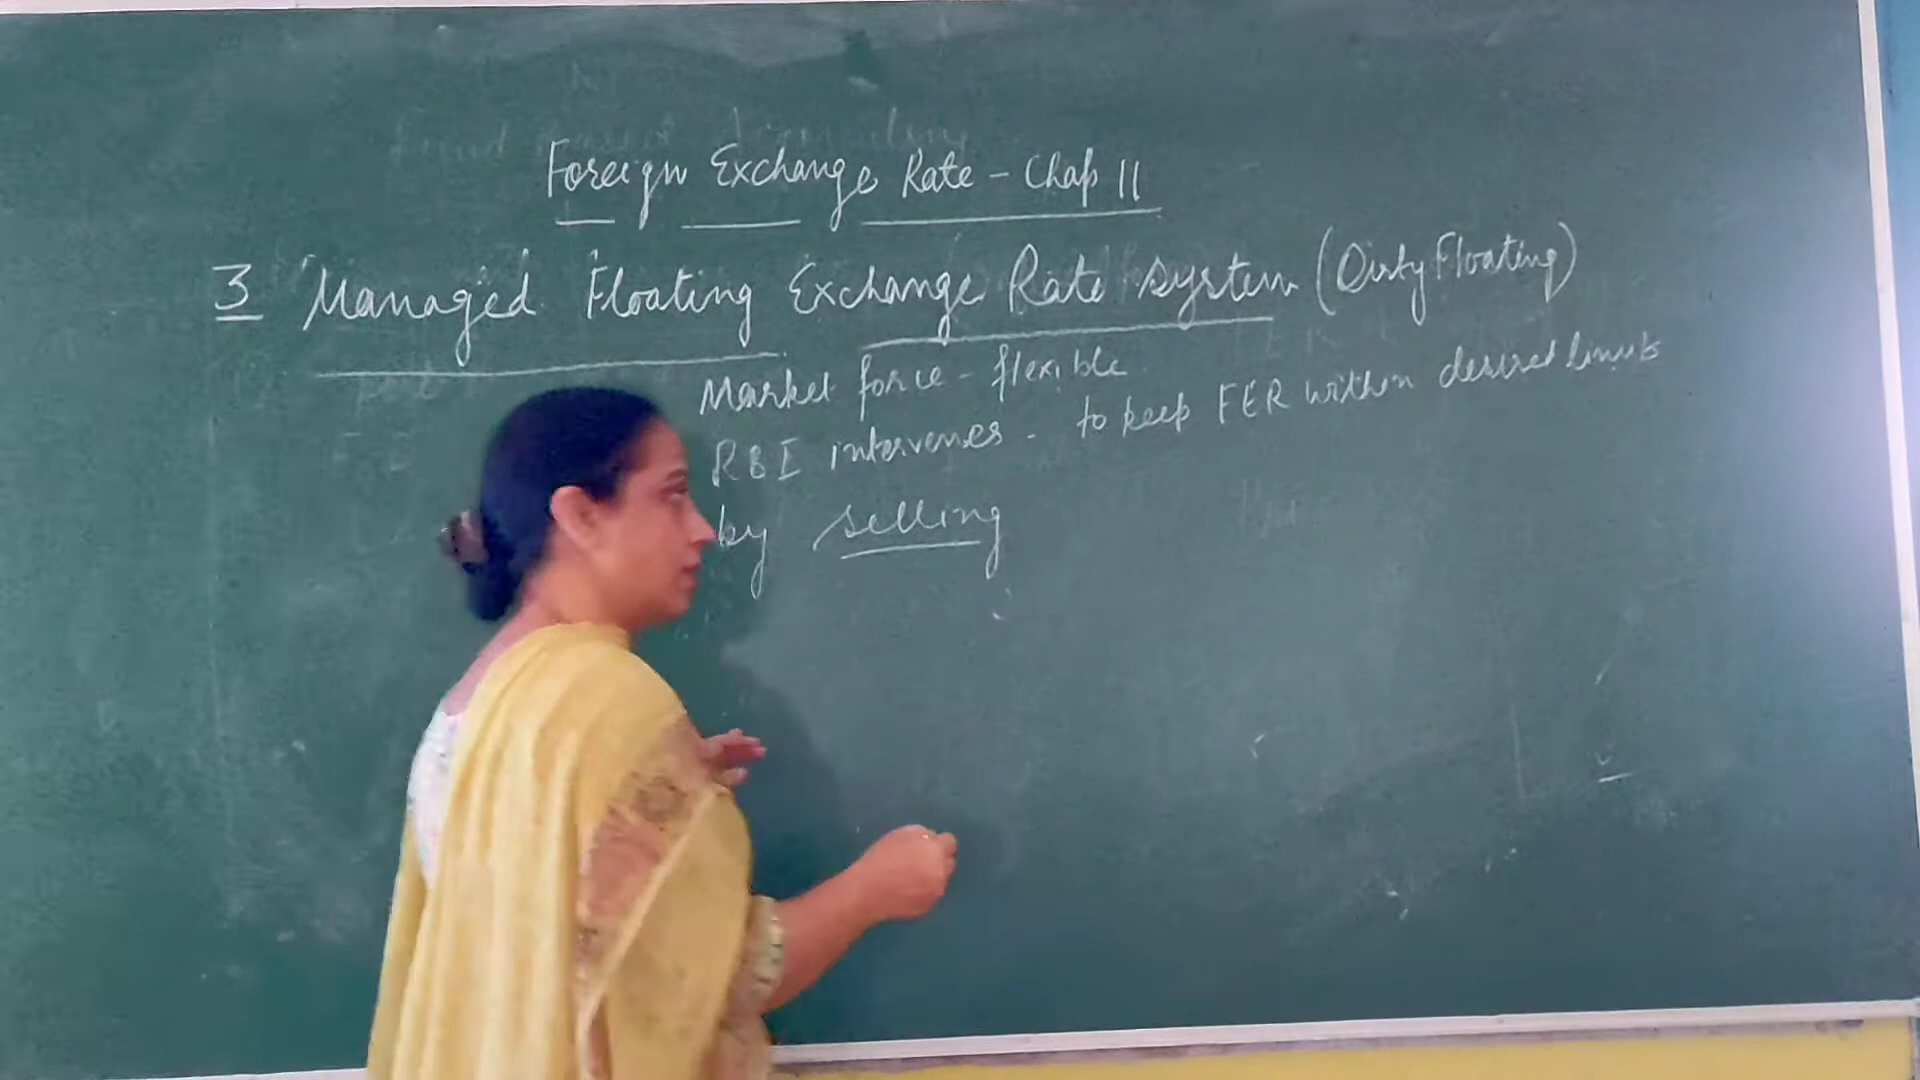 Foreign Exchange Rate - Chap 11
3 Managed Floating Exchange Rate System (Dirty Floating)
Market force - flexible
RBI intervenes - to keep FER within desired limits
by selling